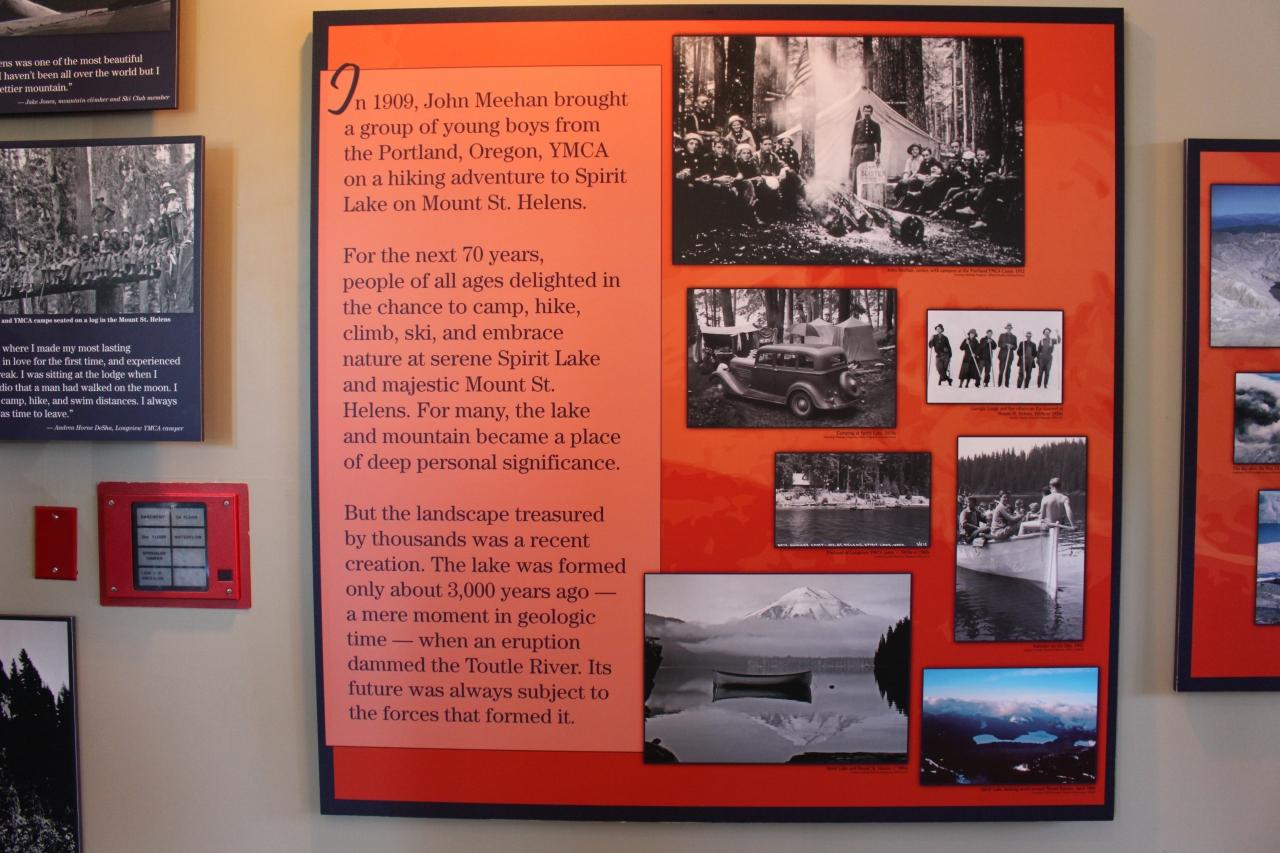 ens was one of the most beautiful
I haven't been all over the world but I
ettier mountain."
— Jake Jones, mountain climber and Ski Club member
and YMCA camps seated on a log in the Mount St. Helens
where I made my most lasting
in love for the first time, and experienced
eak. I was sitting at the lodge when I
dio that a man had walked on the moon. I
camp, hike, and swim distances. I always
as time to leave."
— Andrea Horne DeSha, Longview YMCA camper
BASEMENT
In 1909, John Meehan brought
a group of young boys from
the Portland, Oregon, YMCA
on a hiking adventure to Spirit
Lake on Mount St. Helens.
For the next 70 years,
people of all ages delighted in
the chance to camp, hike,
climb, ski, and embrace
nature at serene Spirit Lake
and majestic Mount St.
Helens. For many, the lake
and mountain became a place
of deep personal significance.
But the landscape treasured
by thousands was a recent
creation. The lake was formed
only about 3,000 years ago —
a mere moment in geologic
time — when an eruption
dammed the Toutle River. Its
future was always subject to
the forces that formed it.